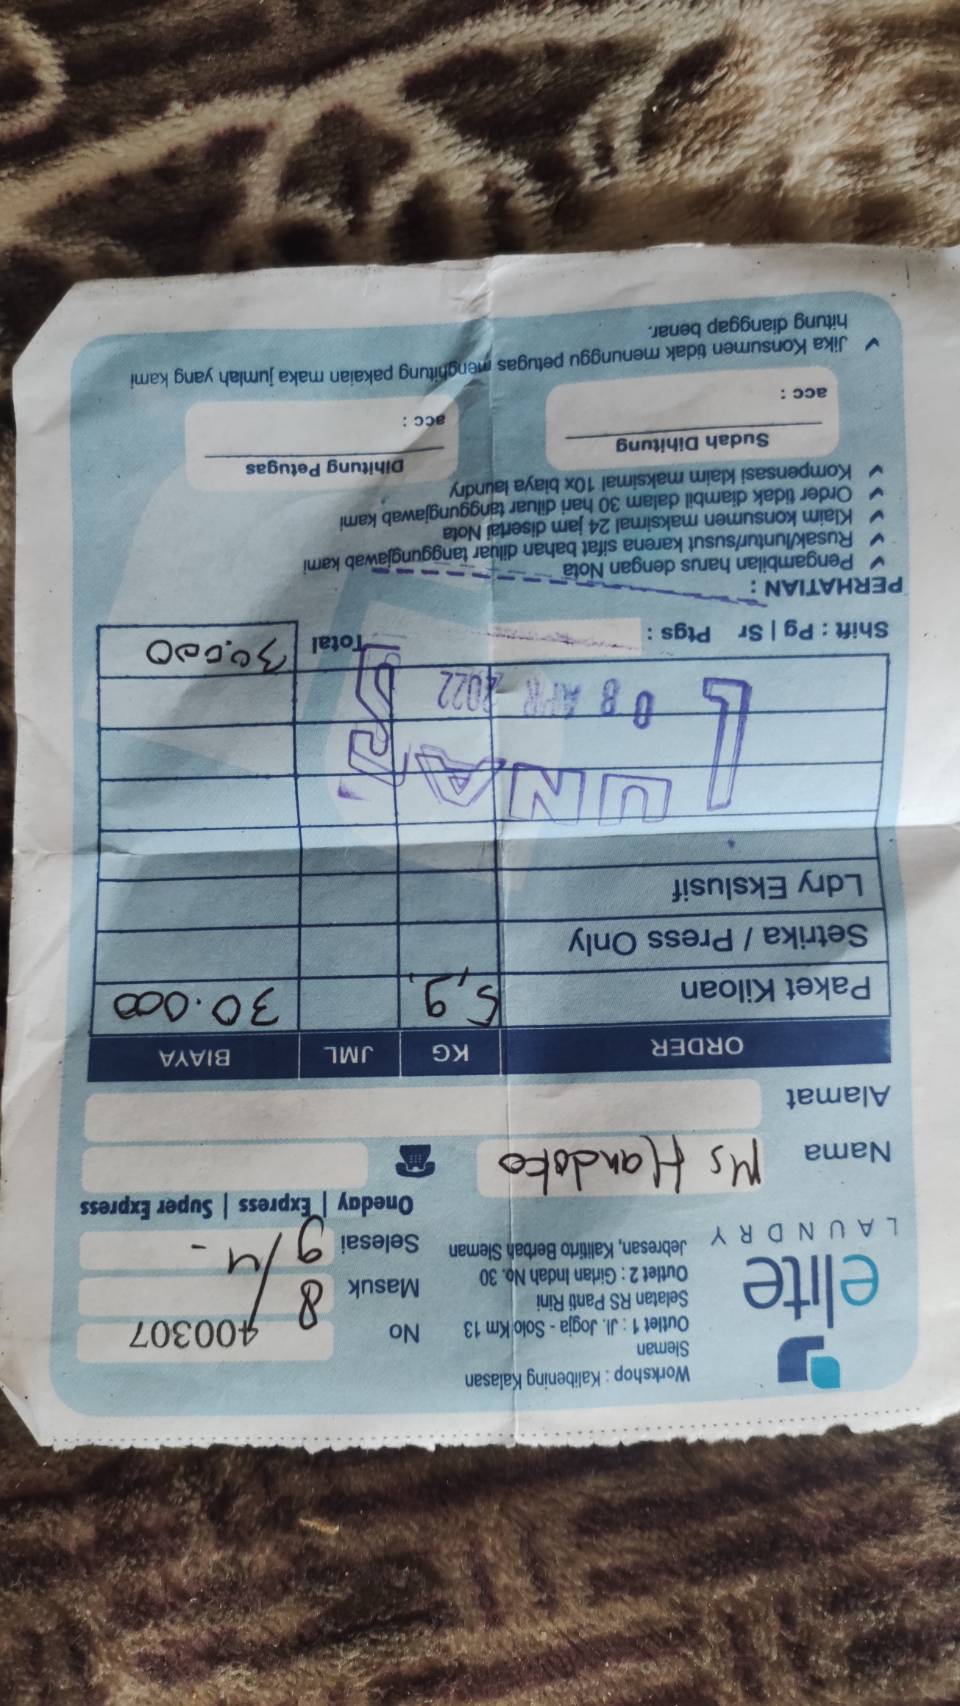 elite
LAUNDRY
Workshop : Kalibening Kalasan
Sleman
Outlet 1 : Jl. Jogja - Solo Km 13
Selatan RS Panti Rini
Outlet 2 : Girlan Indah No. 30
Jebresan, Kalitirto Berbah Sleman
No 400307
Masuk 8/4
Selesai 9
Oneday | Express | Super Express
Nama Ms Handoko
Alamat
ORDER KG JML BIAYA
Paket Kiloan 5,9 30.000
Setrika / Press Only
Ldry Ekslusif
LUNAS
08 APR 2022
Total 30.000
Shift : Pg | Sr Ptgs :
PERHATIAN :
✓ Pengambilan harus dengan Nota
✓ Rusak/luntur/susut karena sifat bahan diluar tanggungjawab kami
✓ Klaim konsumen maksimal 24 jam disertai Nota
✓ Order tidak diambil dalam 30 hari diluar tanggungjawab kami
✓ Kompensasi klaim maksimal 10x biaya laundry
Sudah Dihitung
acc :
Dihitung Petugas
acc :
✓ Jika Konsumen tidak menunggu petugas menghitung pakaian maka jumlah yang kami
hitung dianggap benar.